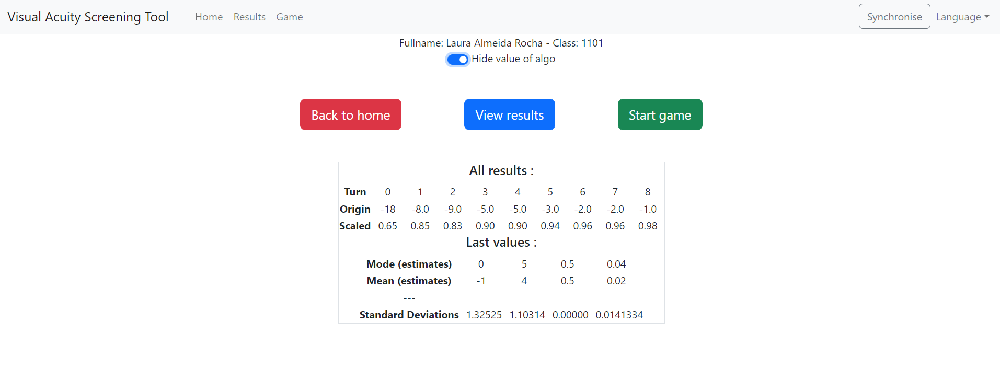 Visual Acuity Screening Tool Home Results Game Synchronise Language
Fullname: Laura Almeida Rocha - Class: 1101
Hide value of algo
Back to home View results Start game
All results :
Turn 0 1 2 3 4 5 6 7 8
Origin -18 -8.0 -9.0 -5.0 -5.0 -3.0 -2.0 -2.0 -1.0
Scaled 0.65 0.85 0.83 0.90 0.90 0.94 0.96 0.96 0.98
Last values :
Mode (estimates) 0 5 0.5 0.04
Mean (estimates) -1 4 0.5 0.02
---
Standard Deviations 1.32525 1.10314 0.00000 0.0141334